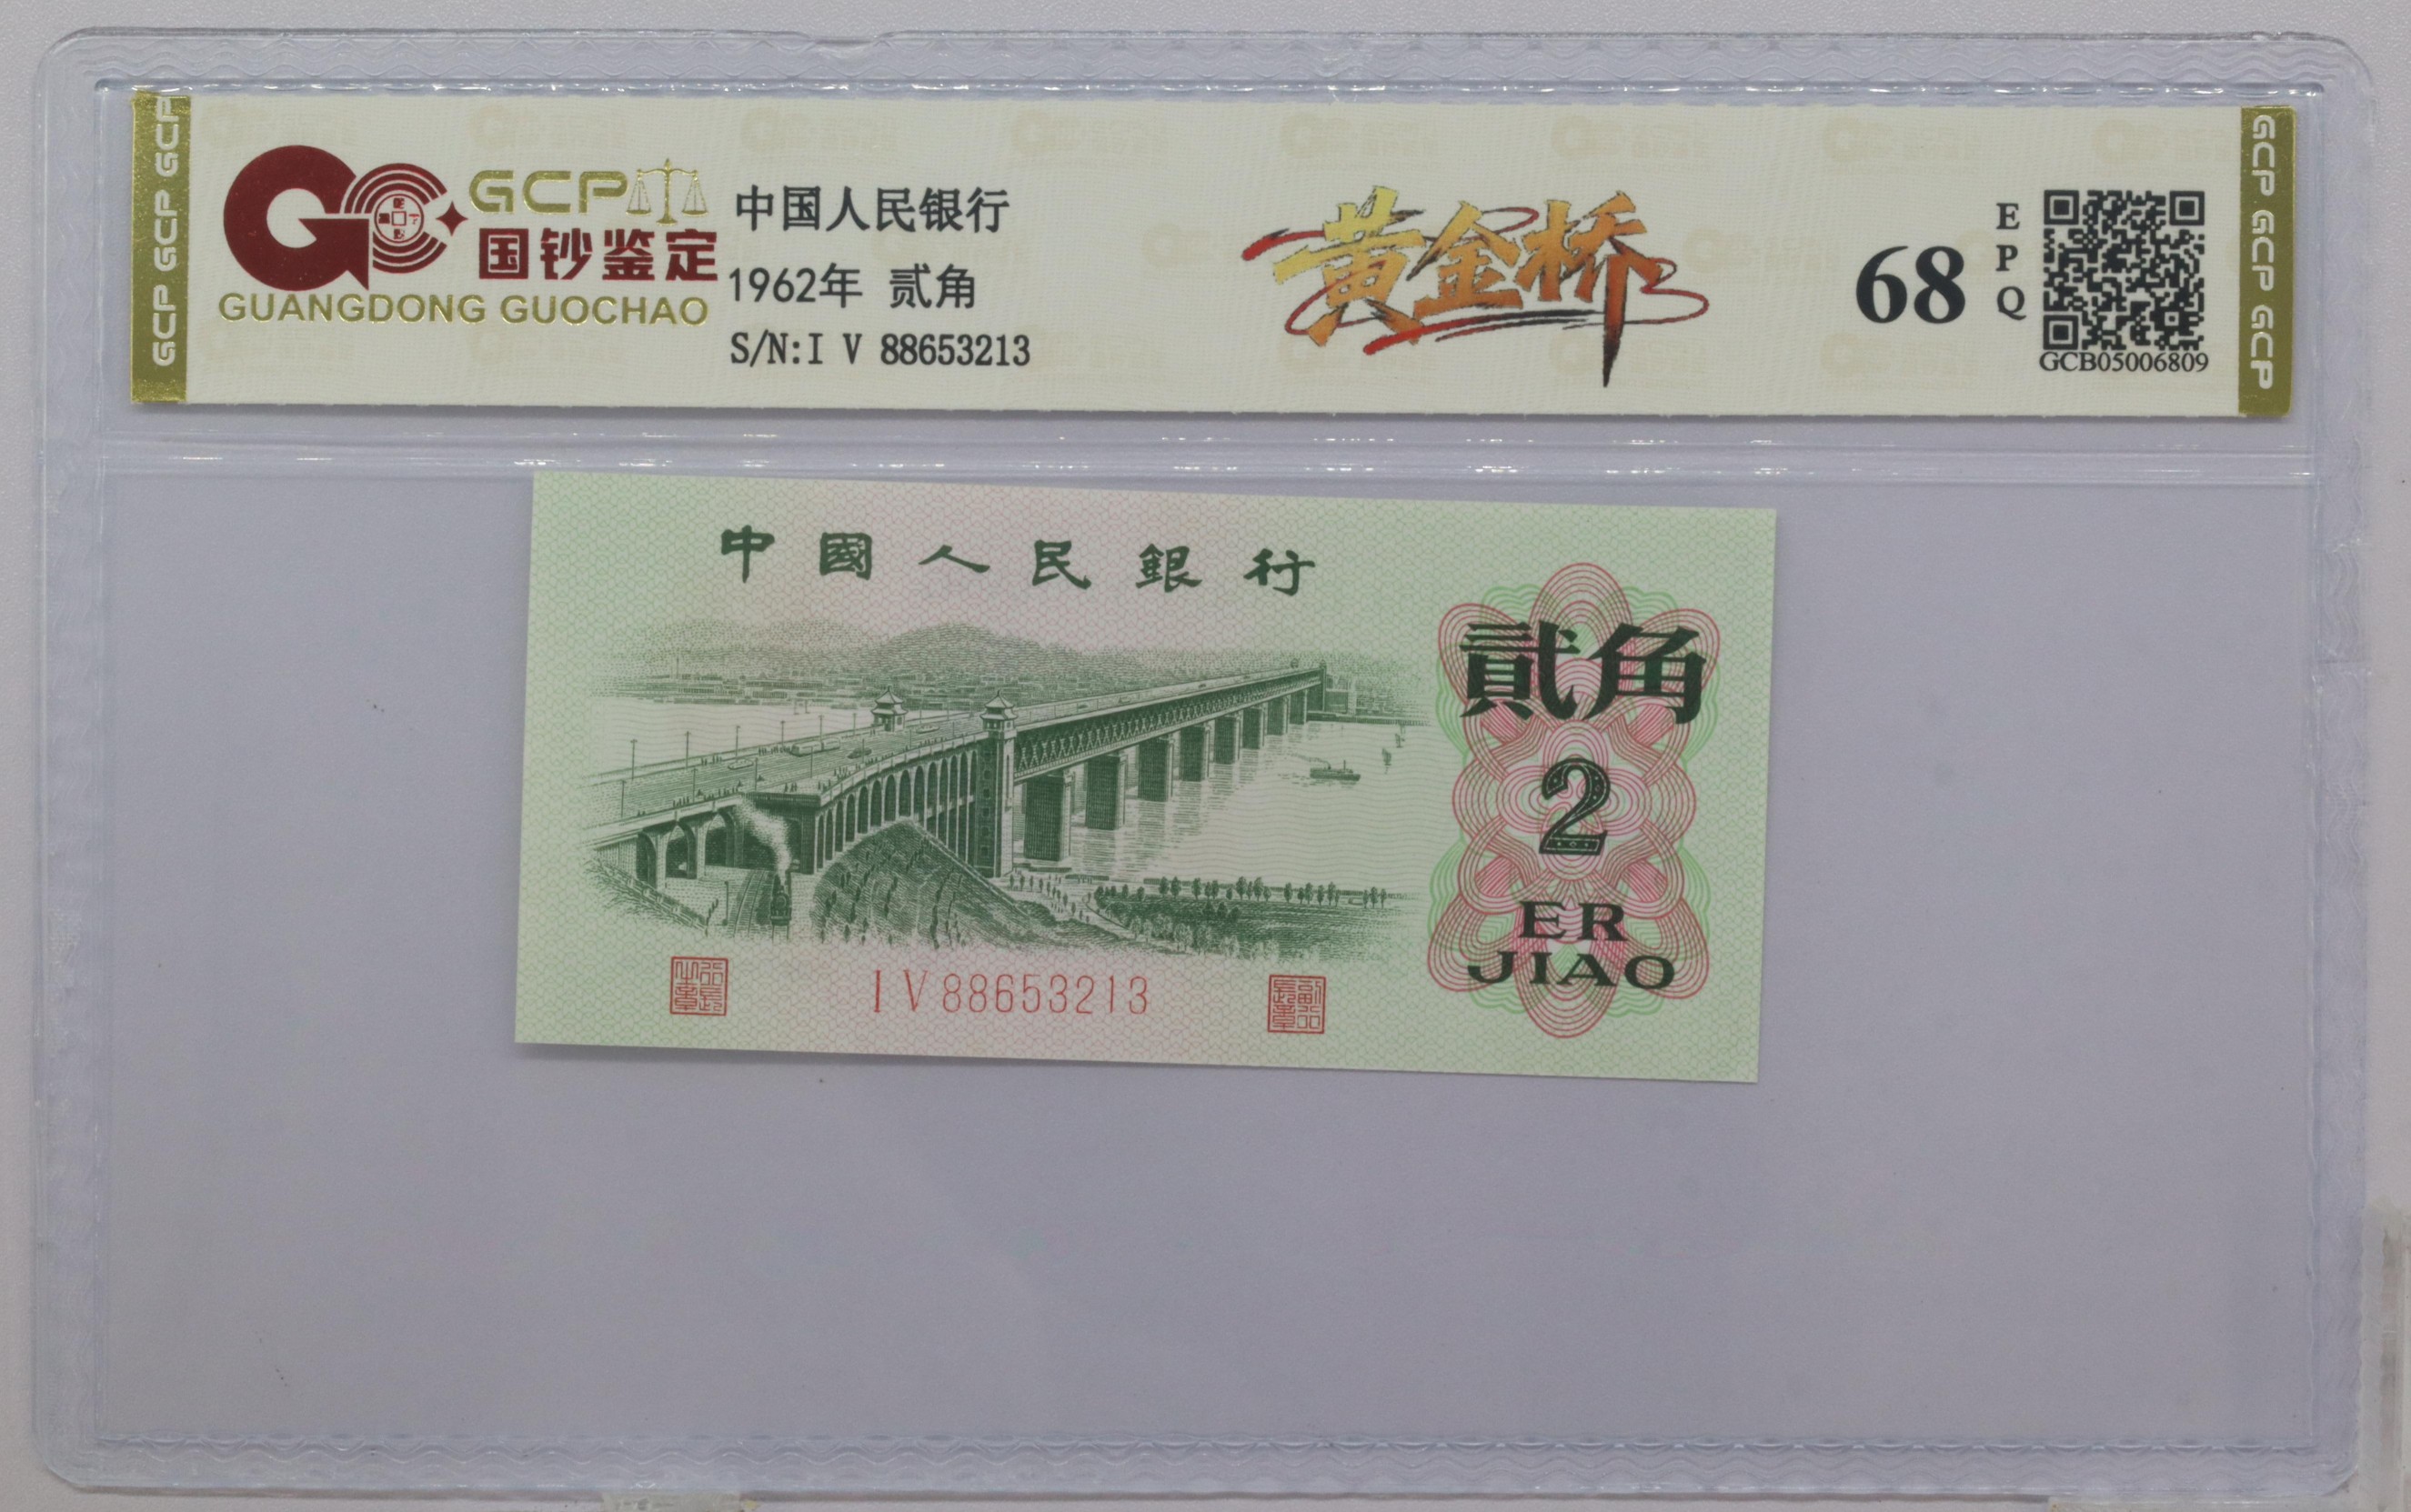 GCP GCP GCP
GCP
国钞鉴定
GUANGDONG GUOCHAO
中国人民银行
1962年 贰角
S/N:I V 88653213
黄金桥
68
EPQ
GCB05006809
GCP GCP GCP
中國人民銀行
貳角
2
ER
JIAO
I V 88653213